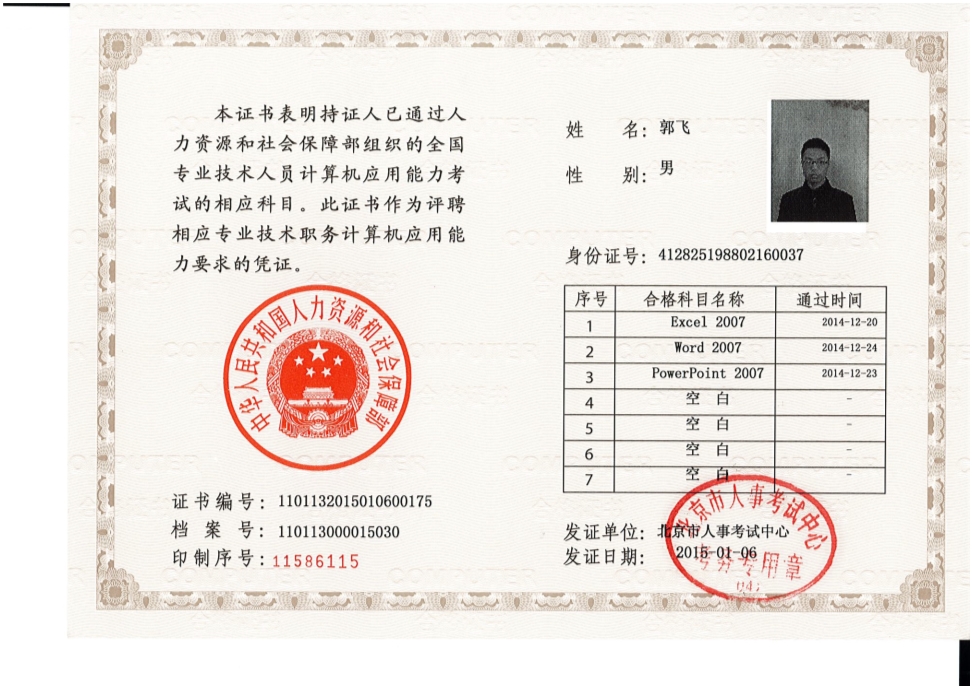 本证书表明持证人已通过人
力资源和社会保障部组织的全国
专业技术人员计算机应用能力考
试的相应科目。此证书作为评聘
相应专业技术职务计算机应用能
力要求的凭证。
中华人民共和国人力资源和社会保障部
证书编号：11011320150106001​75
档 案 号：110113000015030
印制序号：11586115
姓 名：郭飞
性 别：男
身份证号：412825198802160037
序号 合格科目名称 通过时间
1 Excel 2007 2014-12-20
2 Word 2007 2014-12-24
3 PowerPoint 2007 2014-12-23
4 空 白 -
5 空 白 -
6 空 白 -
7 空 白 -
发证单位：北京市人事考试中心
发证日期：2015-01-06
北京市人事考试中心
专用章
COMPUTER